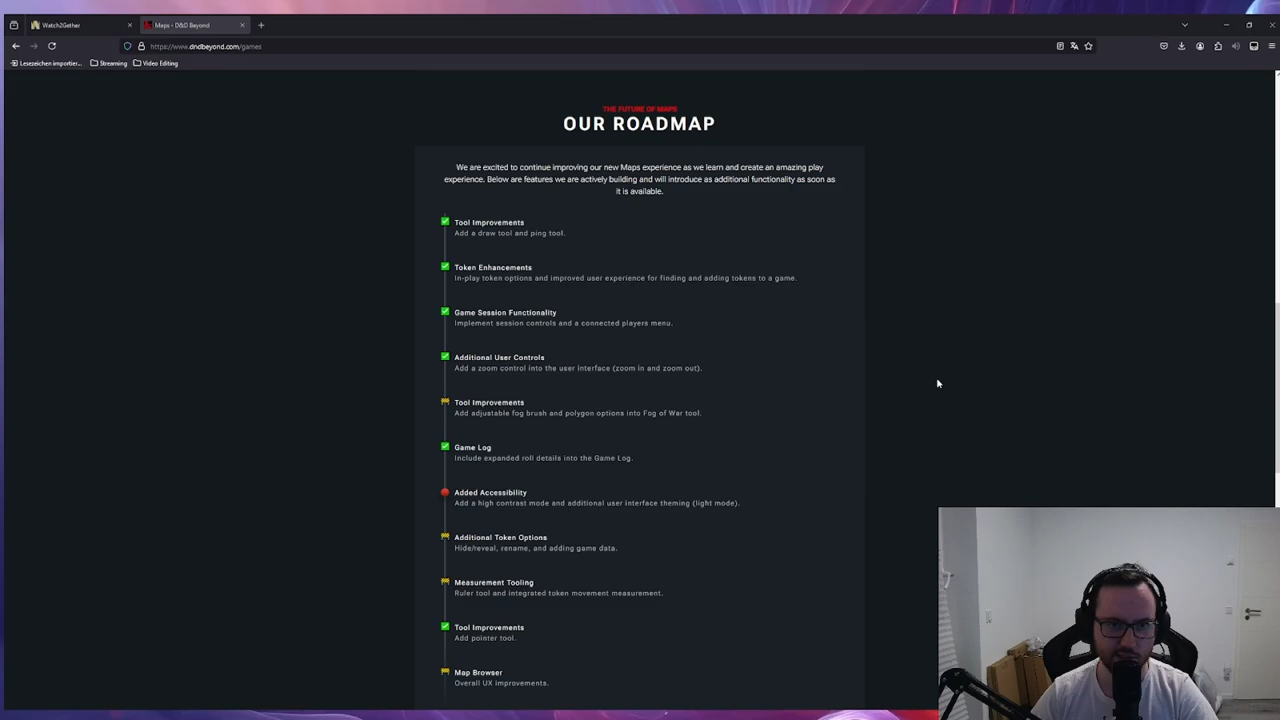 Watch2Gether
Maps - D&D Beyond
https://www.dndbeyond.com/games
Lesezeichen importier...
Streaming
Video Editing
THE FUTURE OF MAPS
OUR ROADMAP
We are excited to continue improving our new Maps experience as we learn and create an amazing play
experience. Below are features we are actively building and will introduce as additional functionality as soon as
it is available.
Tool Improvements
Add a draw tool and ping tool.
Token Enhancements
In-play token options and improved user experience for finding and adding tokens to a game.
Game Session Functionality
Implement session controls and a connected players menu.
Additional User Controls
Add a zoom control into the user interface (zoom in and zoom out).
Tool Improvements
Add adjustable fog brush and polygon options into Fog of War tool.
Game Log
Include expanded roll details into the Game Log.
Added Accessibility
Add a high contrast mode and additional user interface theming (light mode).
Additional Token Options
Hide/reveal, rename, and adding game data.
Measurement Tooling
Ruler tool and integrated token movement measurement.
Tool Improvements
Add pointer tool.
Map Browser
Overall UX improvements.